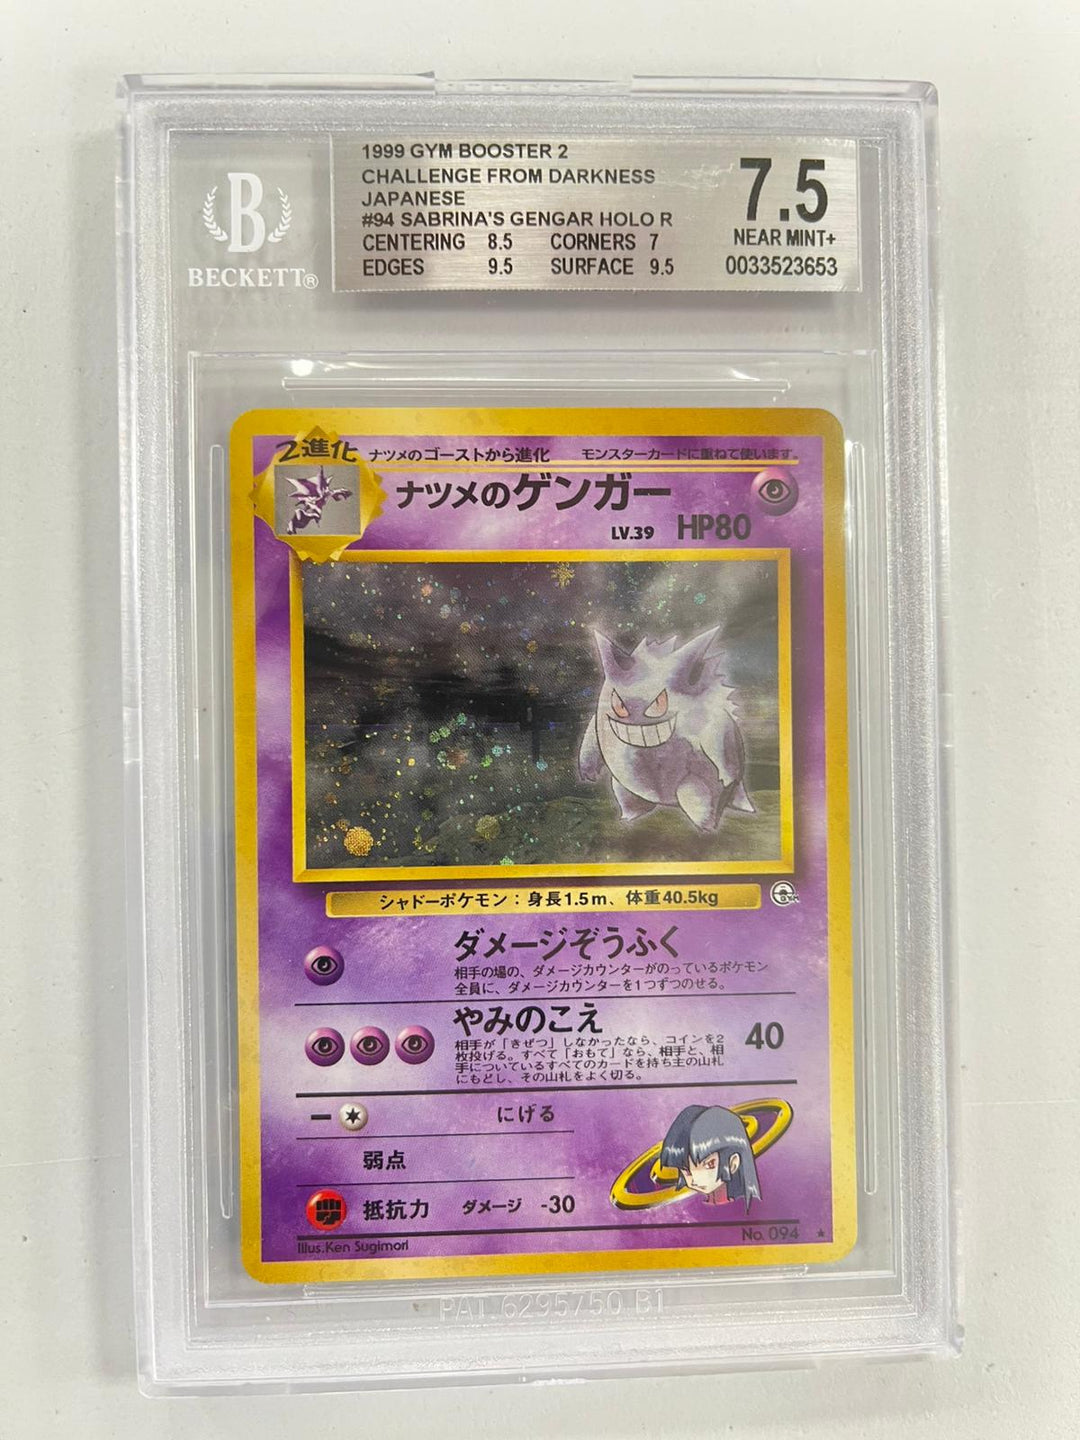 1999 GYM BOOSTER 2
CHALLENGE FROM DARKNESS
JAPANESE
#94 SABRINA'S GENGAR HOLO R
CENTERING 8.5 CORNERS 7
EDGES 9.5 SURFACE 9.5
7.5
NEAR MINT+
0033523653
B
BECKETT®
2進化 ナツメのゴーストから進化 モンスターカードに重ねて使います。
ナツメのゲンガー
LV.39 HP80
シャドーポケモン：身長1.5m、体重40.5kg
GYM
ダメージぞうふく
相手の場の、ダメージカウンターがのっているポケモン
全員に、ダメージカウンターを1つずつのせる。
やみのこえ
相手が「きぜつ」しなかったなら、コインを2
枚投げる。すべて「おもて」なら、相手と、相
手についているすべてのカードを持ち主の山札
にもどし、その山札をよく切る。
40
にげる
弱点
抵抗力 ダメージ -30
Illus.Ken Sugimori
No. 094 ★
PAT. 6295750 B1